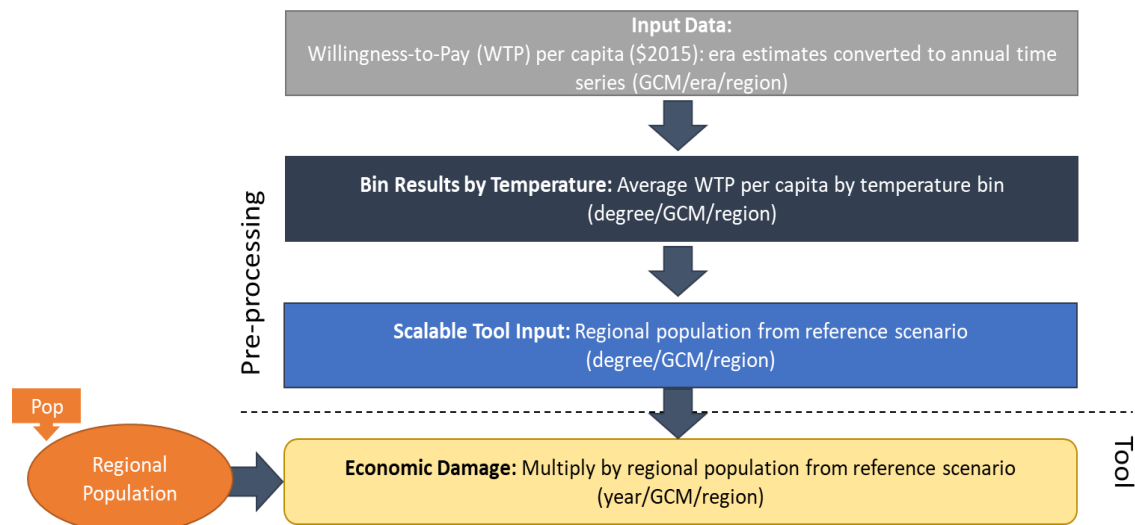 Input Data:
Willingness-to-Pay (WTP) per capita ($2015): era estimates converted to annual time
series (GCM/era/region)
Pre-processing
Bin Results by Temperature: Average WTP per capita by temperature bin
(degree/GCM/region)
Scalable Tool Input: Regional population from reference scenario
(degree/GCM/region)
Pop
Regional
Population
Economic Damage: Multiply by regional population from reference scenario
(year/GCM/region)
Tool